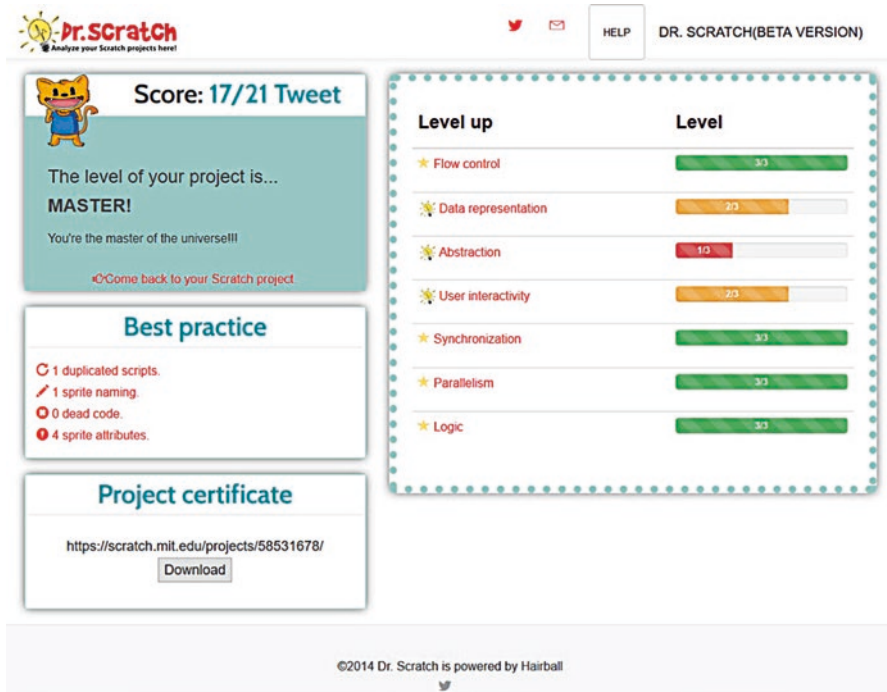 Dr.Scratch
Analyze your Scratch projects here!
HELP
DR. SCRATCH(BETA VERSION)
Score: 17/21 Tweet
The level of your project is...
MASTER!
You're the master of the universe!!!
Come back to your Scratch project
Best practice
1 duplicated scripts.
1 sprite naming.
0 dead code.
4 sprite attributes.
Project certificate
https://scratch.mit.edu/projects/58531678/
Download
Level up Level
Flow control 3/3
Data representation 2/3
Abstraction 1/3
User interactivity 2/3
Synchronization 3/3
Parallelism 3/3
Logic 3/3
©2014 Dr. Scratch is powered by Hairball